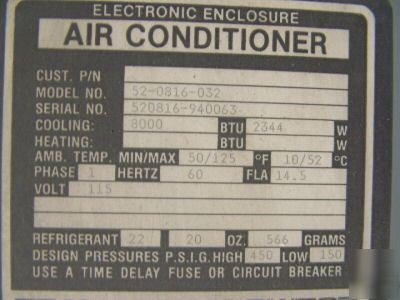 ELECTRONIC ENCLOSURE
AIR CONDITIONER
CUST. P/N
MODEL NO. 52-0816-032
SERIAL NO. 520816-940063
COOLING: 8000 BTU 2344 W
HEATING: BTU W
AMB. TEMP. MIN/MAX 50/125 °F 10/52 °C
PHASE 1 HERTZ 60 FLA 14.5
VOLT 115
REFRIGERANT 22 20 OZ. 566 GRAMS
DESIGN PRESSURES P.S.I.G. HIGH 450 LOW 150
USE A TIME DELAY FUSE OR CIRCUIT BREAKER